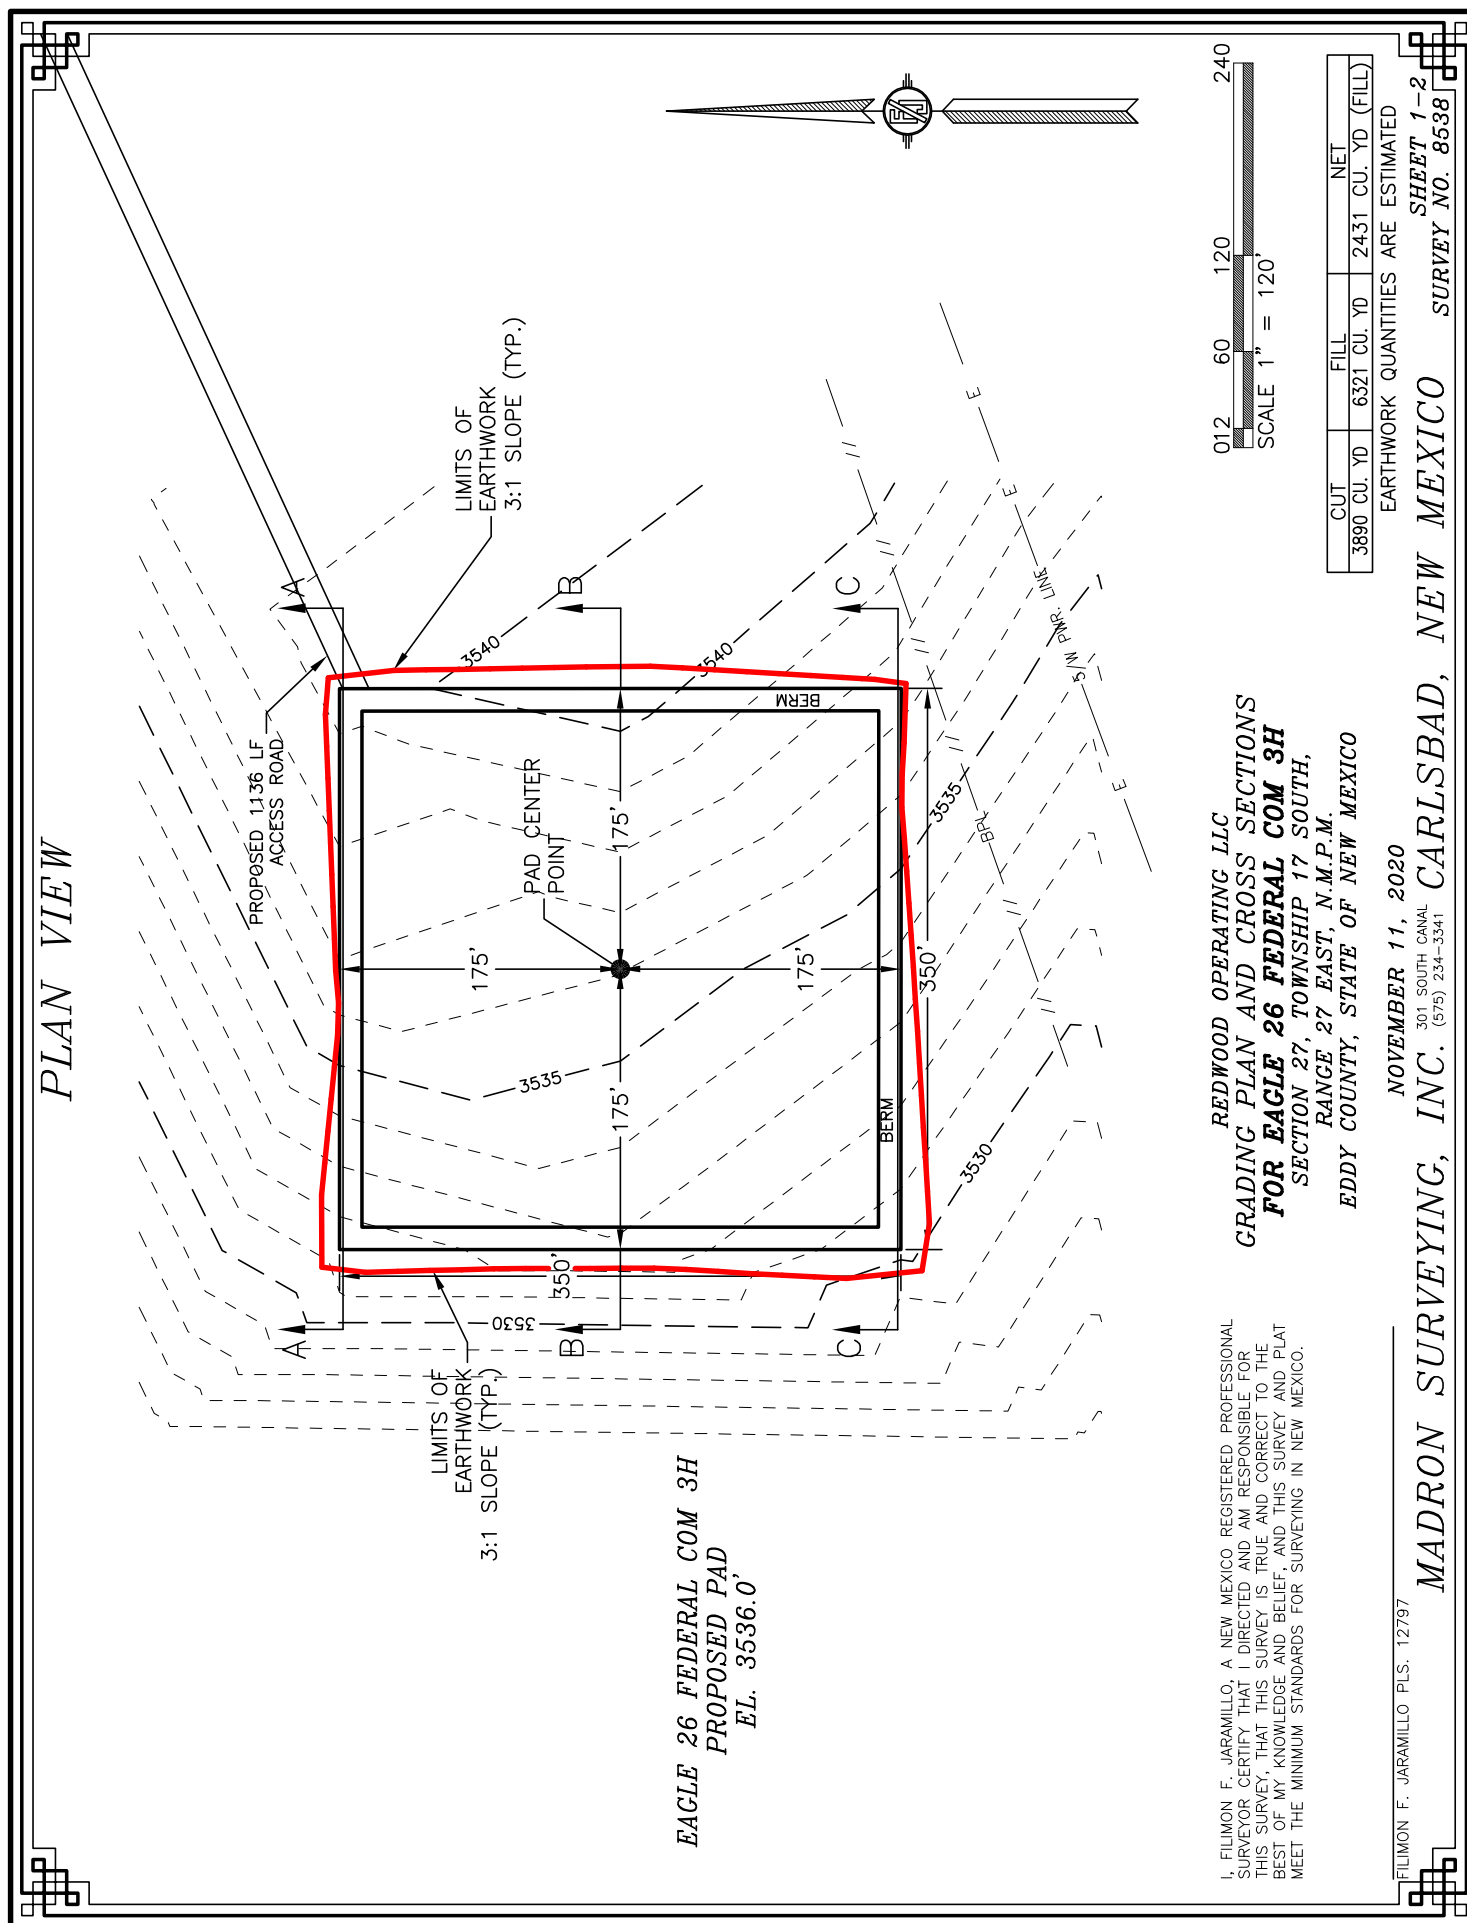 PLAN VIEW
PROPOSED 1136 LF
ACCESS ROAD
LIMITS OF
EARTHWORK
3:1 SLOPE (TYP.)
A
A
B
B
C
C
3540
3540
3535
3535
3530
3530
BERM
BERM
PAD CENTER
POINT
175'
175'
175'
175'
350'
350'
LIMITS OF
EARTHWORK
3:1 SLOPE (TYP.)
BPL
5/W PWR. LINE
E
E
E
EAGLE 26 FEDERAL COM 3H
PROPOSED PAD
EL. 3536.0'
012 60 120 240
SCALE 1" = 120'
CUT FILL NET
3890 CU. YD 6321 CU. YD 2431 CU. YD (FILL)
EARTHWORK QUANTITIES ARE ESTIMATED
SHEET 1-2
SURVEY NO. 8538
REDWOOD OPERATING LLC
GRADING PLAN AND CROSS SECTIONS
FOR EAGLE 26 FEDERAL COM 3H
SECTION 27, TOWNSHIP 17 SOUTH,
RANGE 27 EAST, N.M.P.M.
EDDY COUNTY, STATE OF NEW MEXICO
NOVEMBER 11, 2020
I, FILIMON F. JARAMILLO, A NEW MEXICO REGISTERED PROFESSIONAL
SURVEYOR CERTIFY THAT I DIRECTED AND AM RESPONSIBLE FOR
THIS SURVEY, THAT THIS SURVEY IS TRUE AND CORRECT TO THE
BEST OF MY KNOWLEDGE AND BELIEF, AND THIS SURVEY AND PLAT
MEET THE MINIMUM STANDARDS FOR SURVEYING IN NEW MEXICO.
FILIMON F. JARAMILLO PLS. 12797
MADRON SURVEYING, INC. 301 SOUTH CANAL (575) 234-3341 CARLSBAD, NEW MEXICO